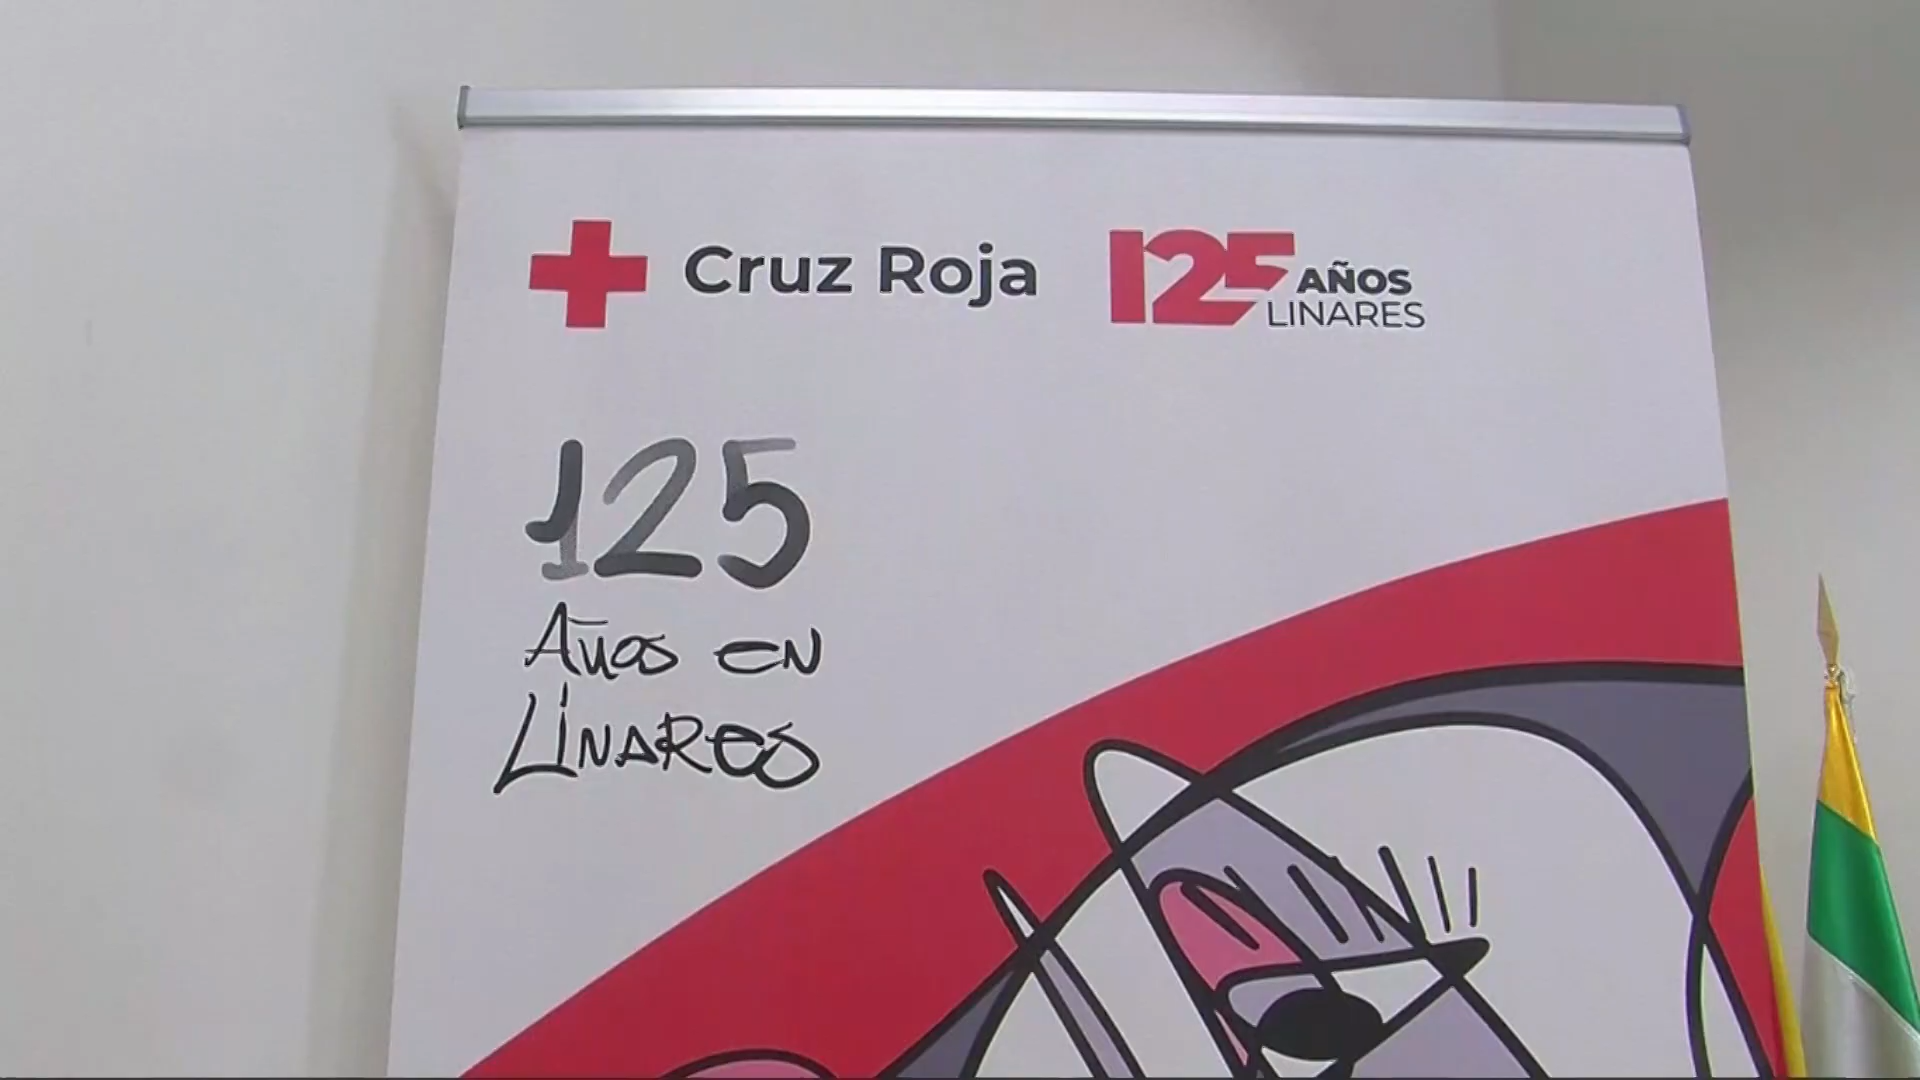 Cruz Roja
125 AÑOS
LINARES
125
Años en
LINARES